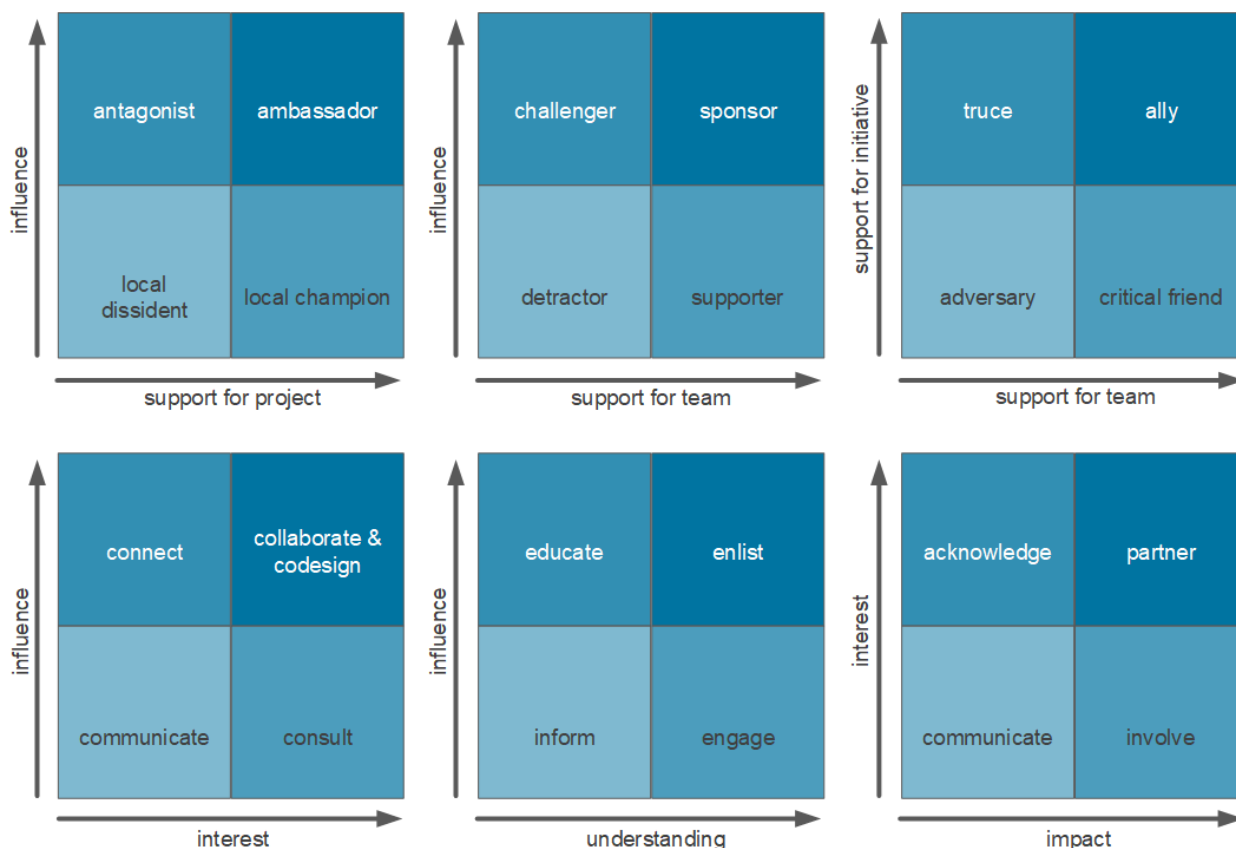 influence
antagonist
ambassador
local
dissident
local champion
support for project
influence
challenger
sponsor
detractor
supporter
support for team
support for initiative
truce
ally
adversary
critical friend
support for team
influence
connect
collaborate &
codesign
communicate
consult
interest
influence
educate
enlist
inform
engage
understanding
interest
acknowledge
partner
communicate
involve
impact